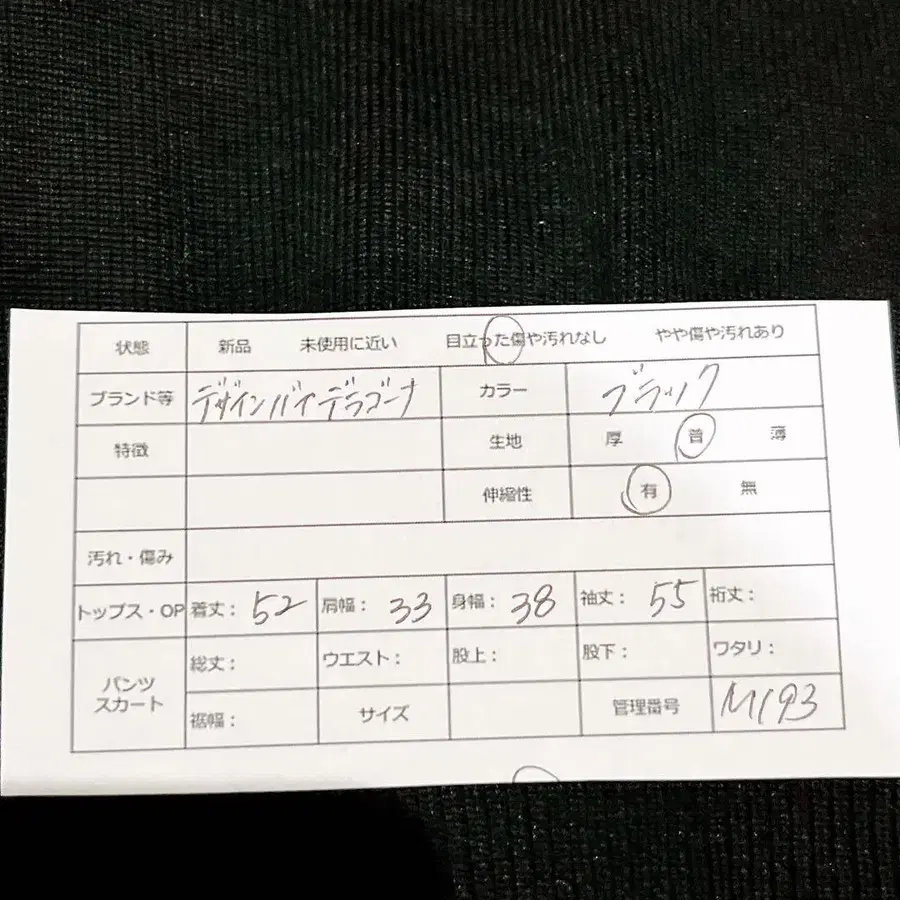 状態 新品 未使用に近い 目立った傷や汚れなし やや傷や汚れあり
ブランド等 デザインバイデラゴーナ カラー ブラック
特徴 生地 厚 普 薄
伸縮性 有 無
汚れ・傷み
トップス・OP 着丈: 52 肩幅: 33 身幅: 38 袖丈: 55 裄丈:
パンツ スカート 総丈: ウエスト: 股上: 股下: ワタリ:
裾幅: サイズ 管理番号 M193